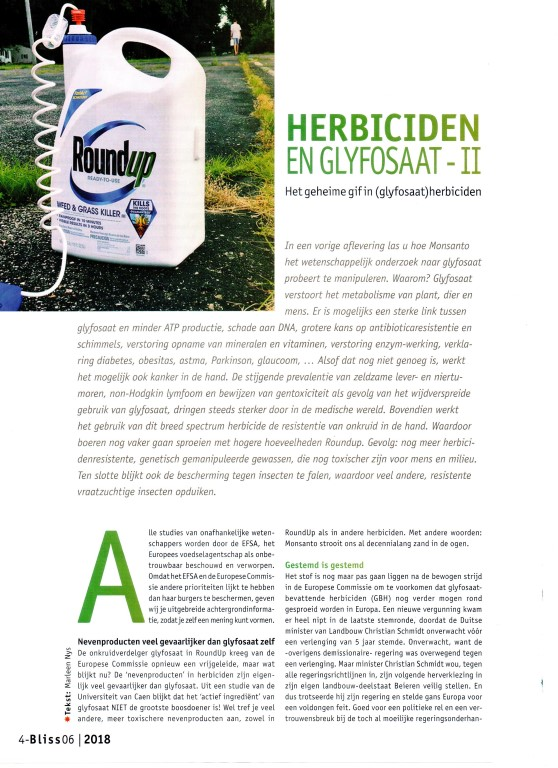 Roundup
READY-TO-USE
WEED & GRASS KILLER
KILLS
HERBICIDEN
EN GLYFOSAAT - II
Het geheime gif in (glyfosaat)herbiciden
In een vorige aflevering las u hoe Monsanto
het wetenschappelijk onderzoek naar glyfosaat
probeert te manipuleren. Waarom? Glyfosaat
verstoort het metabolisme van plant, dier en
mens. Er is mogelijks een sterke link tussen
glyfosaat en minder ATP productie, schade aan DNA, grotere kans op antibioticaresistentie en
schimmels, verstoring opname van mineralen en vitaminen, verstoring enzym-werking, verkla-
ring diabetes, obesitas, astma, Parkinson, glaucoom, … Alsof dat nog niet genoeg is, werkt
het mogelijk ook kanker in de hand. De stijgende prevalentie van zeldzame lever- en niertu-
moren, non-Hodgkin lymfoom en bewijzen van gentoxiciteit als gevolg van het wijdverspreide
gebruik van glyfosaat, dringen steeds sterker door in de medische wereld. Bovendien werkt
het gebruik van dit breed spectrum herbicide de resistentie van onkruid in de hand. Waardoor
boeren nog vaker gaan sproeien met hogere hoeveelheden Roundup. Gevolg: nog meer herbici-
denresistente, genetisch gemanipuleerde gewassen, die nog toxischer zijn voor mens en milieu.
Ten slotte blijkt ook de bescherming tegen insecten te falen, waardoor veel andere, resistente
vraatzuchtige insecten opduiken.
Alle studies van onafhankelijke weten-
schappers worden door de EFSA, het
Europees voedselagentschap als onbe-
trouwbaar beschouwd en verworpen.
Omdat het EFSA en de Europese Commis-
sie andere prioriteiten lijkt te hebben
dan haar burgers te beschermen, geven
wij je uitgebreide achtergrondinforma-
tie, zodat je zelf een mening kunt vormen.
Nevenproducten veel gevaarlijker dan glyfosaat zelf
De onkruidverdelger glyfosaat in RoundUp kreeg van de
Europese Commissie opnieuw een vrijgeleide, maar wat
blijkt nu? De 'nevenproducten' in herbiciden zijn eigen-
lijk veel gevaarlijker dan glyfosaat. Uit een studie van de
Universiteit van Caen blijkt dat het 'actief ingrediënt' van
glyfosaat NIET de grootste boosdoener is! Wel tref je veel
andere, meer toxischere nevenproducten aan, zowel in
RoundUp als in andere herbiciden. Met andere woorden:
Monsanto strooit ons al decennialang zand in de ogen.
Gestemd is gestemd
Het stof is nog maar pas gaan liggen na de bewogen strijd
in de Europese Commissie om te voorkomen dat glyfosaat-
bevattende herbiciden (GBH) nog verder mogen rond
gesproeid worden in Europa. Een nieuwe vergunning kwam
er heel nipt in de laatste stemronde, doordat de Duitse
minister van Landbouw Christian Schmidt onverwacht vóór
een verlenging van 5 jaar stemde. Onverwacht, want de
-overigens demissionaire- regering was overwegend tegen
een verlenging. Maar minister Christian Schmidt wou, tegen
alle regeringsrichtlijnen in, zijn volgende herverkiezing in
zijn eigen landbouw-deelstaat Beieren veilig stellen. En
dus trotseerde hij zijn regering en stelde gans Europa voor
een voldongen feit. Goed voor een politieke rel en een ver-
trouwensbreuk bij de toch al moeilijke regeringsonderhan-
Tekst: Marleen Nys
4-Bliss06 | 2018